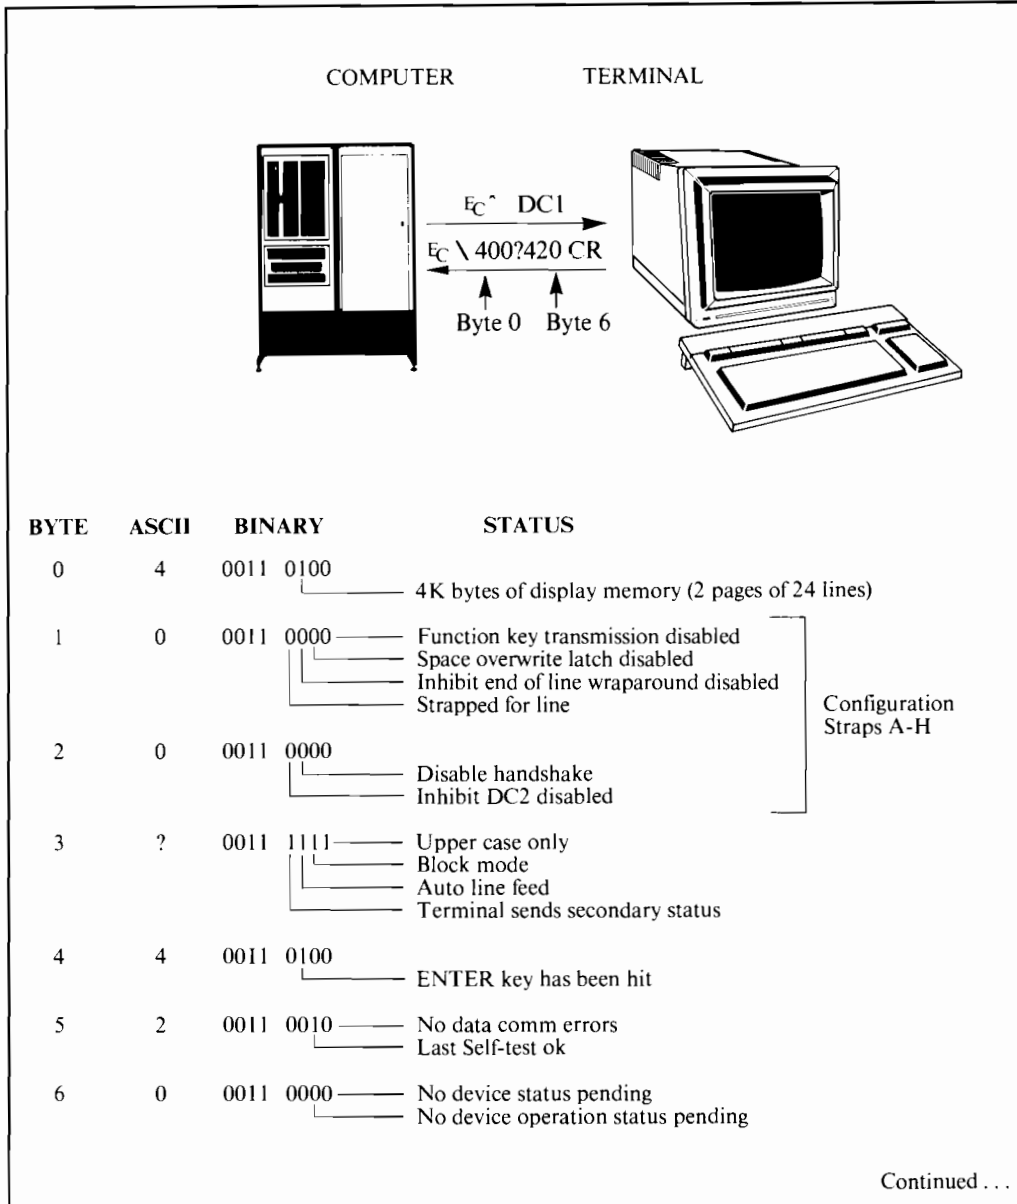 COMPUTER TERMINAL
E꜀ ^ DC1
E꜀ \ 400?420 CR
Byte 0 Byte 6
BYTE ASCII BINARY STATUS
0 4 0011 0100
4K bytes of display memory (2 pages of 24 lines)
1 0 0011 0000 Function key transmission disabled
Space overwrite latch disabled
Inhibit end of line wraparound disabled
Strapped for line
Configuration
Straps A-H
2 0 0011 0000
Disable handshake
Inhibit DC2 disabled
3 ? 0011 1111 Upper case only
Block mode
Auto line feed
Terminal sends secondary status
4 4 0011 0100
ENTER key has been hit
5 2 0011 0010 No data comm errors
Last Self-test ok
6 0 0011 0000 No device status pending
No device operation status pending
Continued . . .